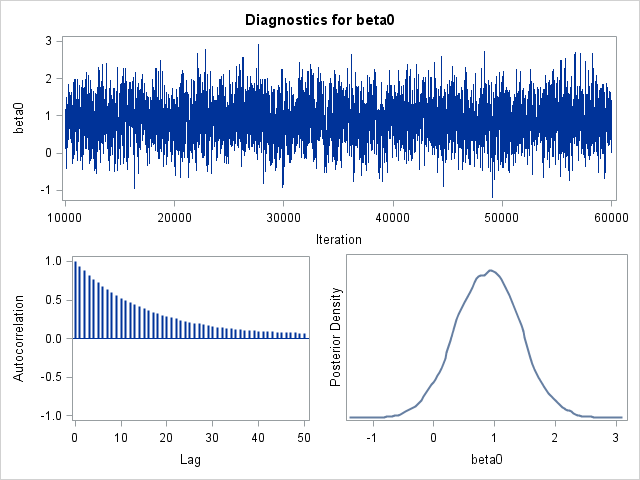 Diagnostics for beta0
3
2
1
0
-1
beta0
10000 20000 30000 40000 50000 60000
Iteration
1.0
0.5
0.0
-0.5
-1.0
Autocorrelation
0 10 20 30 40 50
Lag
Posterior Density
-1 0 1 2 3
beta0